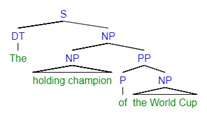 S
DT NP
The NP PP
holding champion P NP
of the World Cup